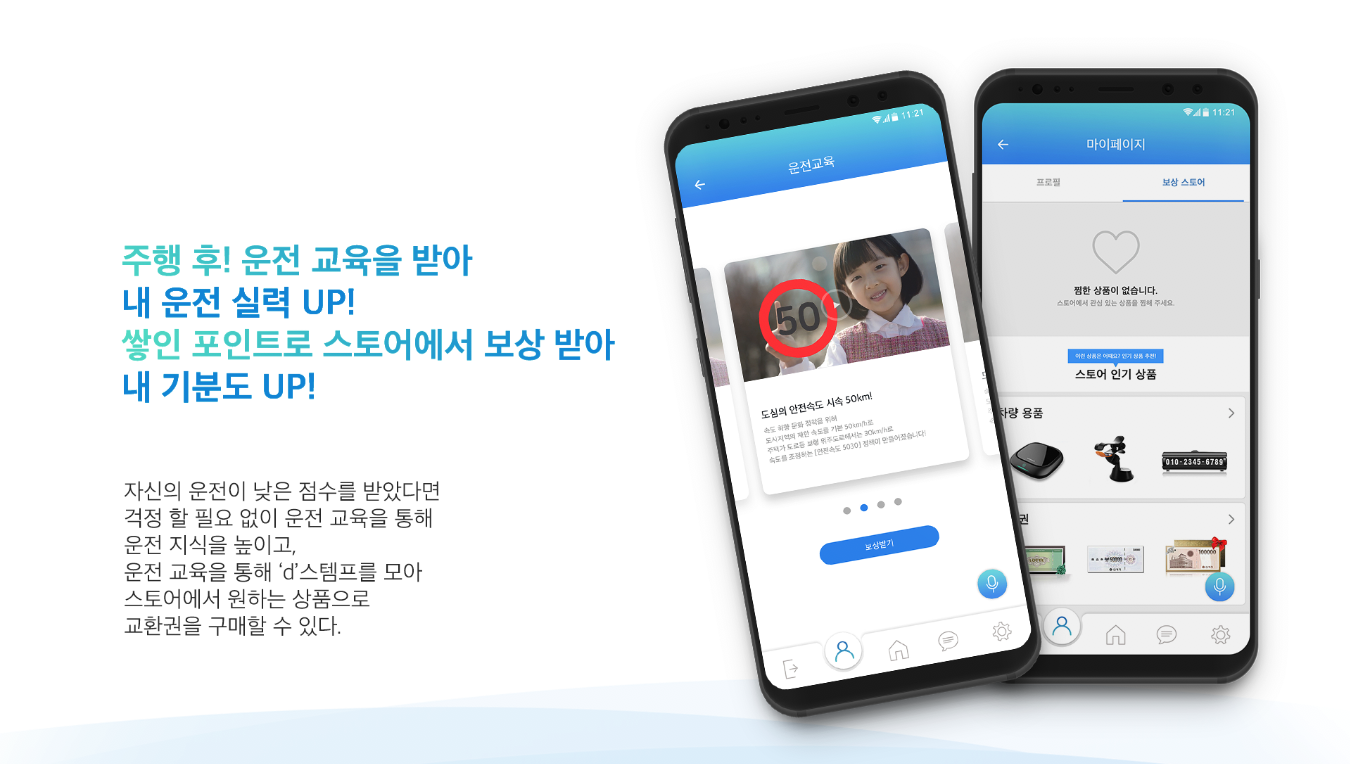 주행 후! 운전 교육을 받아
내 운전 실력 UP!
쌓인 포인트로 스토어에서 보상 받아
내 기분도 UP!
자신의 운전이 낮은 점수를 받았다면
걱정 할 필요 없이 운전 교육을 통해
운전 지식을 높이고,
운전 교육을 통해 ‘d’스템프를 모아
스토어에서 원하는 상품으로
교환권을 구매할 수 있다.
11:21
운전교육
50
도심의 안전속도 시속 50km!
속도 하향 운동 정착을 위해
도시지역의 제한 속도를 기본 50km/h로
주택가 도로등 보행 위주도로에서는 30km/h로
속도를 조정하는 [안전속도 5030] 정책이 만들어졌습니다!
보상받기
11:21
마이페이지
프로필
보상 스토어
찜한 상품이 없습니다.
스토어에서 관심 있는 상품을 찜해 주세요.
이런 상품은 어때요? 인기 상품 추천!
스토어 인기 상품
차량 용품
010-2345-6789
권
100000